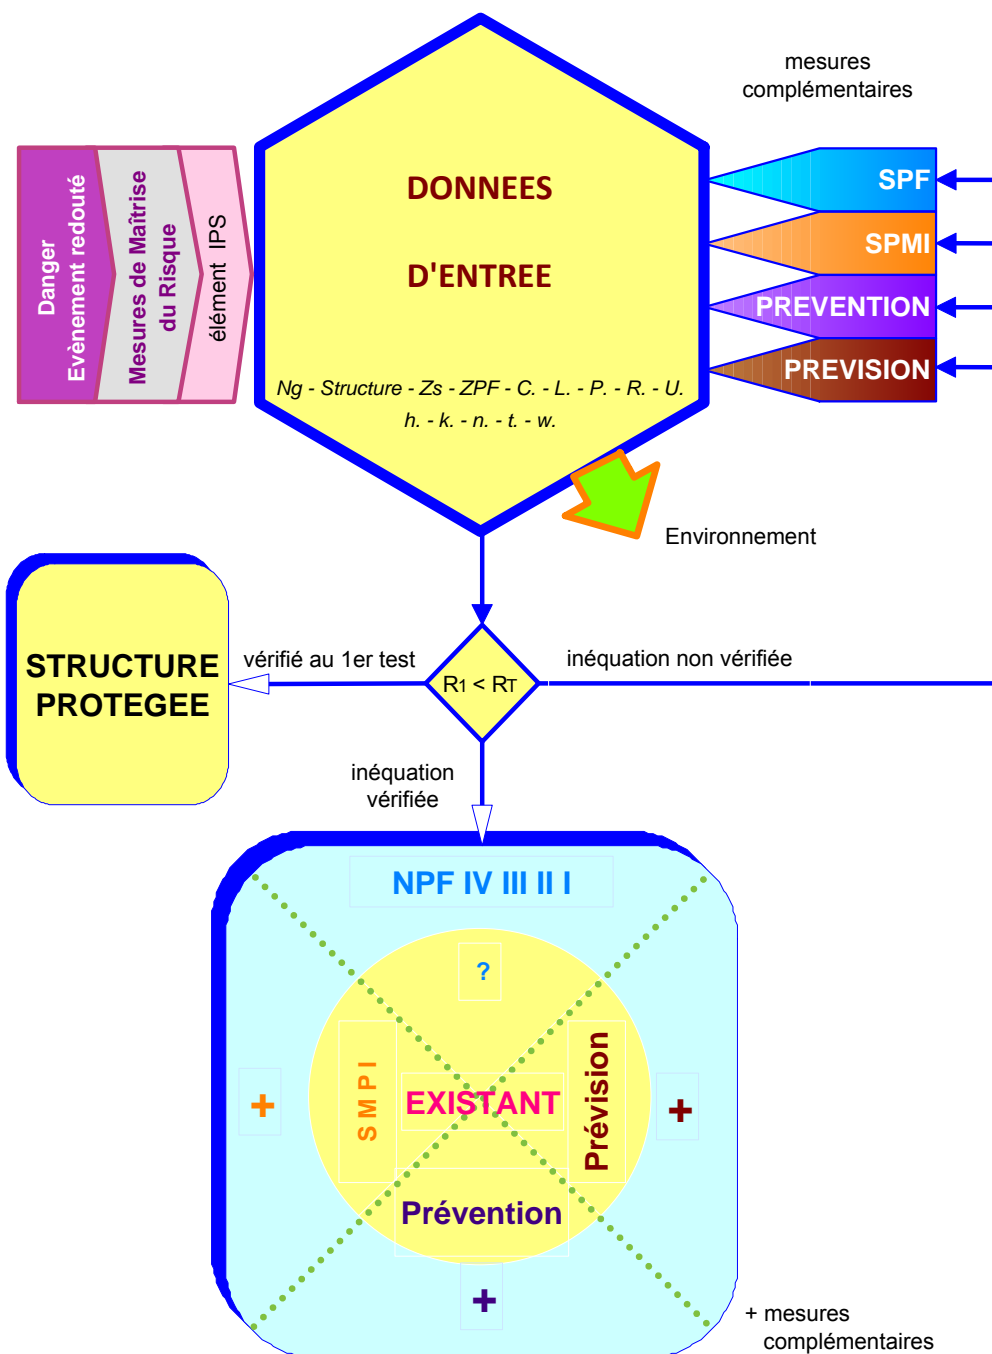 mesures
complémentaires
DONNEES
D'ENTREE
Ng - Structure - Zs - ZPF - C. - L. - P. - R. - U.
h. - k. - n. - t. - w.
Danger
Evènement redouté
Mesures de Maîtrise
du Risque
élément IPS
SPF
SPMI
PREVENTION
PREVISION
Environnement
STRUCTURE
PROTEGEE
vérifié au 1er test
R1 < RT
inéquation non vérifiée
inéquation
vérifiée
NPF IV III II I
?
S M P I
EXISTANT
Prévision
Prévention
+
+
+
+ mesures
complémentaires